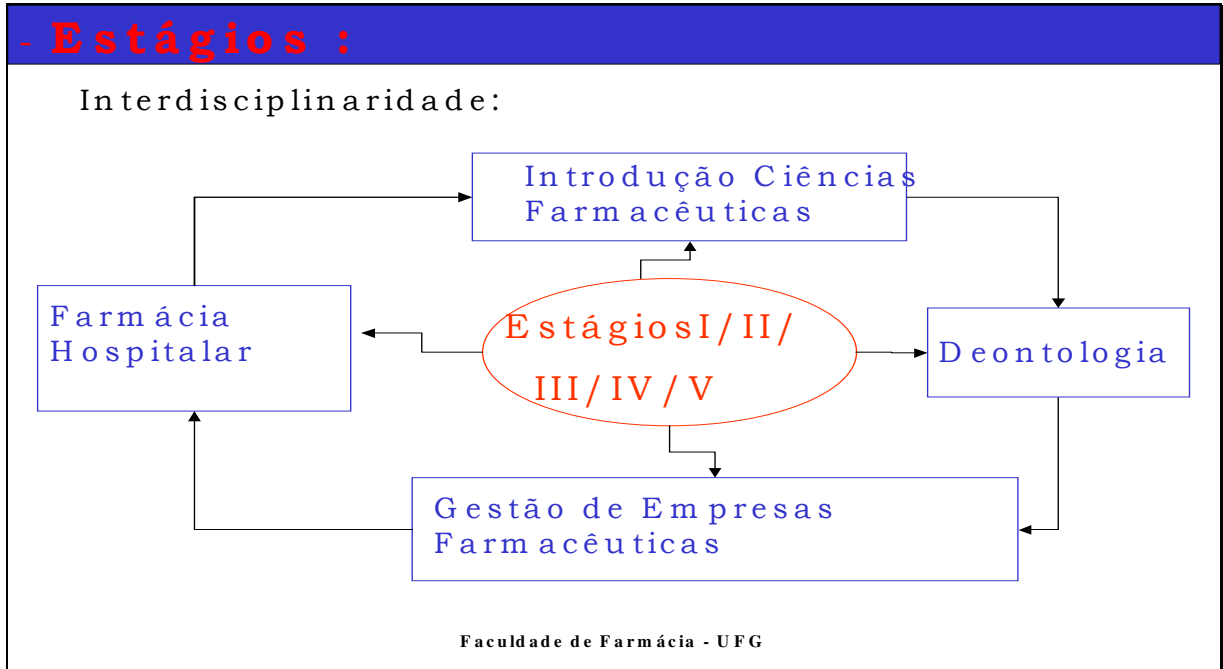 - Estágios :
Interdisciplinaridade:
Introdução Ciências
Farmacêuticas
Farmácia
Hospitalar
EstágiosI/II/
III/IV/V
Deontologia
Gestão de Empresas
Farmacêuticas
Faculdade de Farmácia - UFG